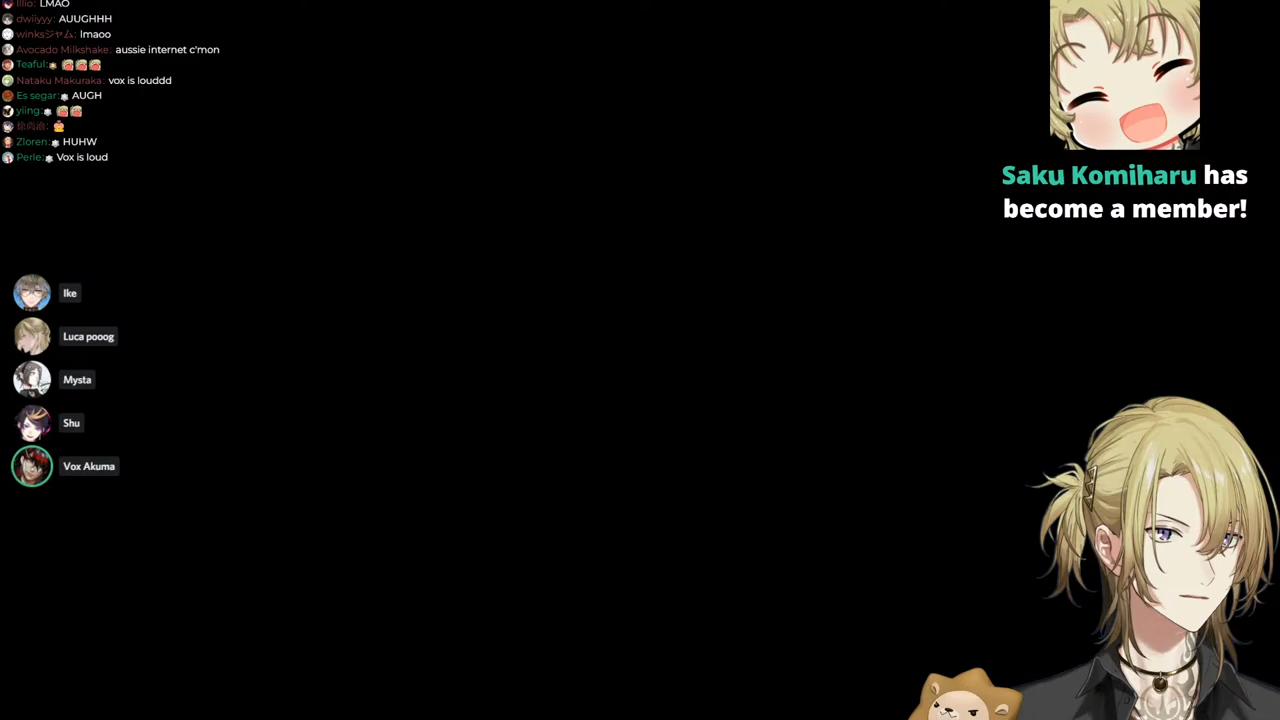 Illio: LMAO
dwiiyyy: AUUGHHH
winksジャム: lmaoo
Avocado Milkshake: aussie internet c'mon
Teaful:
Nataku Makuraka: vox is louddd
Es segar: AUGH
yiing:
Zloren: HUHW
Perle: Vox is loud
Saku Komiharu has
become a member!
Ike
Luca pooog
Mysta
Shu
Vox Akuma